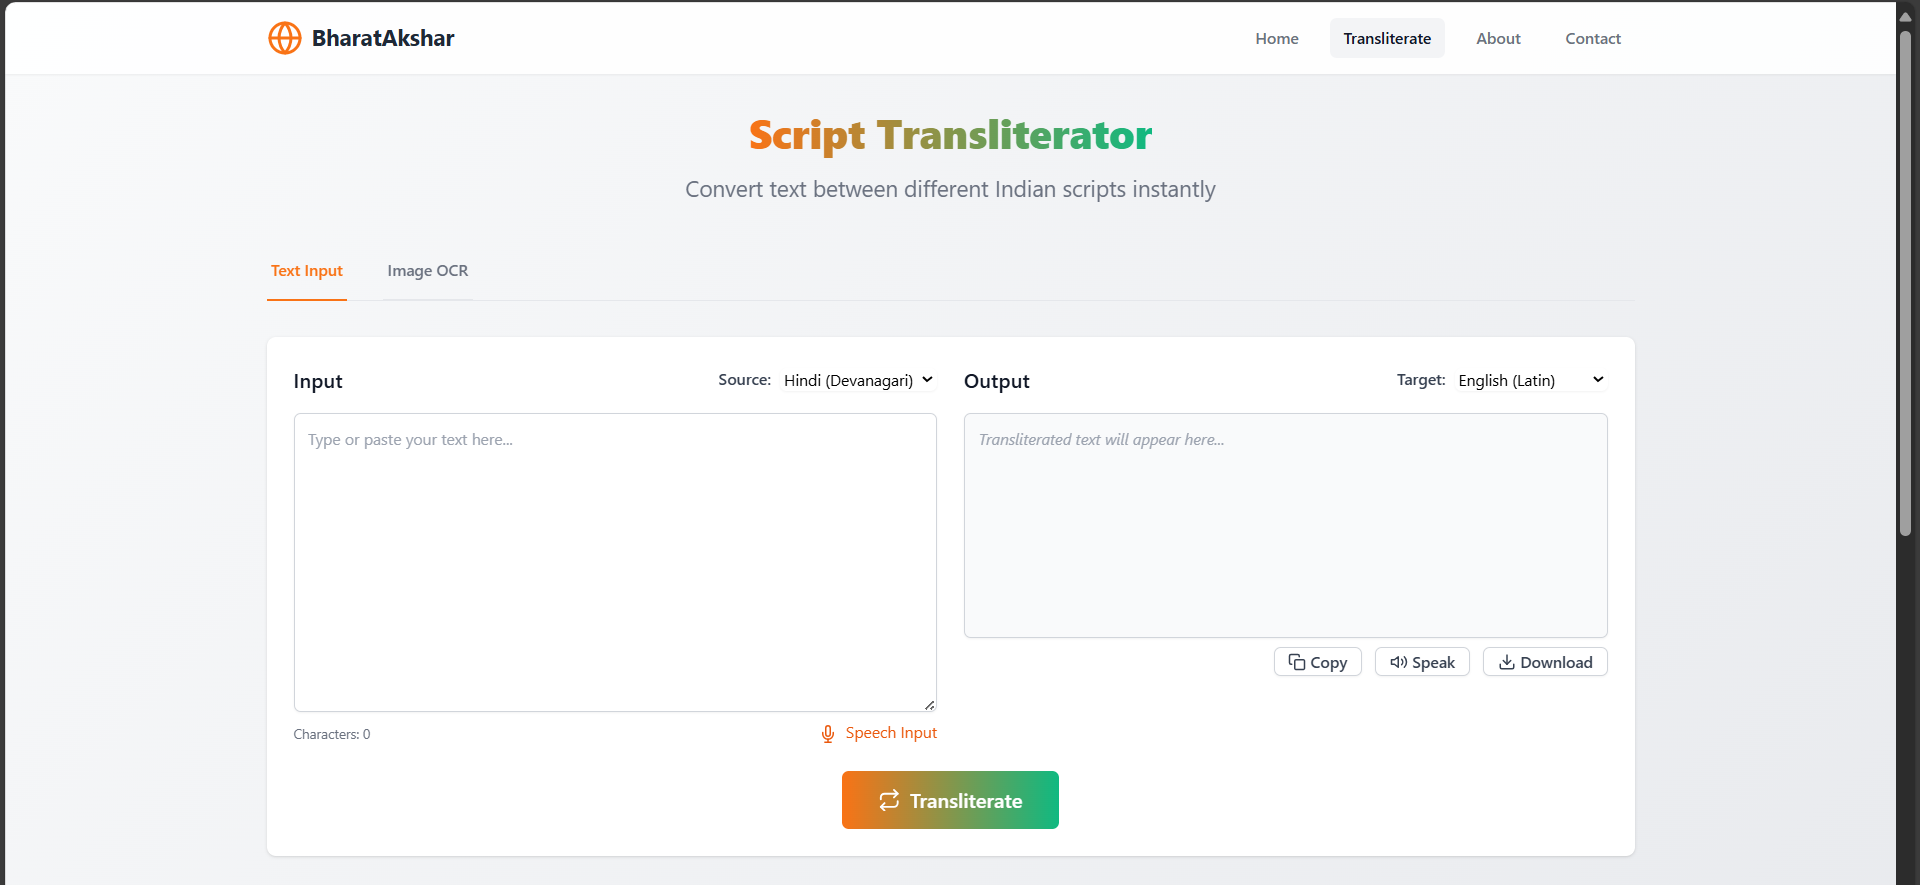 BharatAkshar
Home Transliterate About Contact
Script Transliterator
Convert text between different Indian scripts instantly
Text Input Image OCR
Input Source: Hindi (Devanagari) Output Target: English (Latin)
Type or paste your text here... Transliterated text will appear here...
Copy Speak Download
Characters: 0 Speech Input
Transliterate